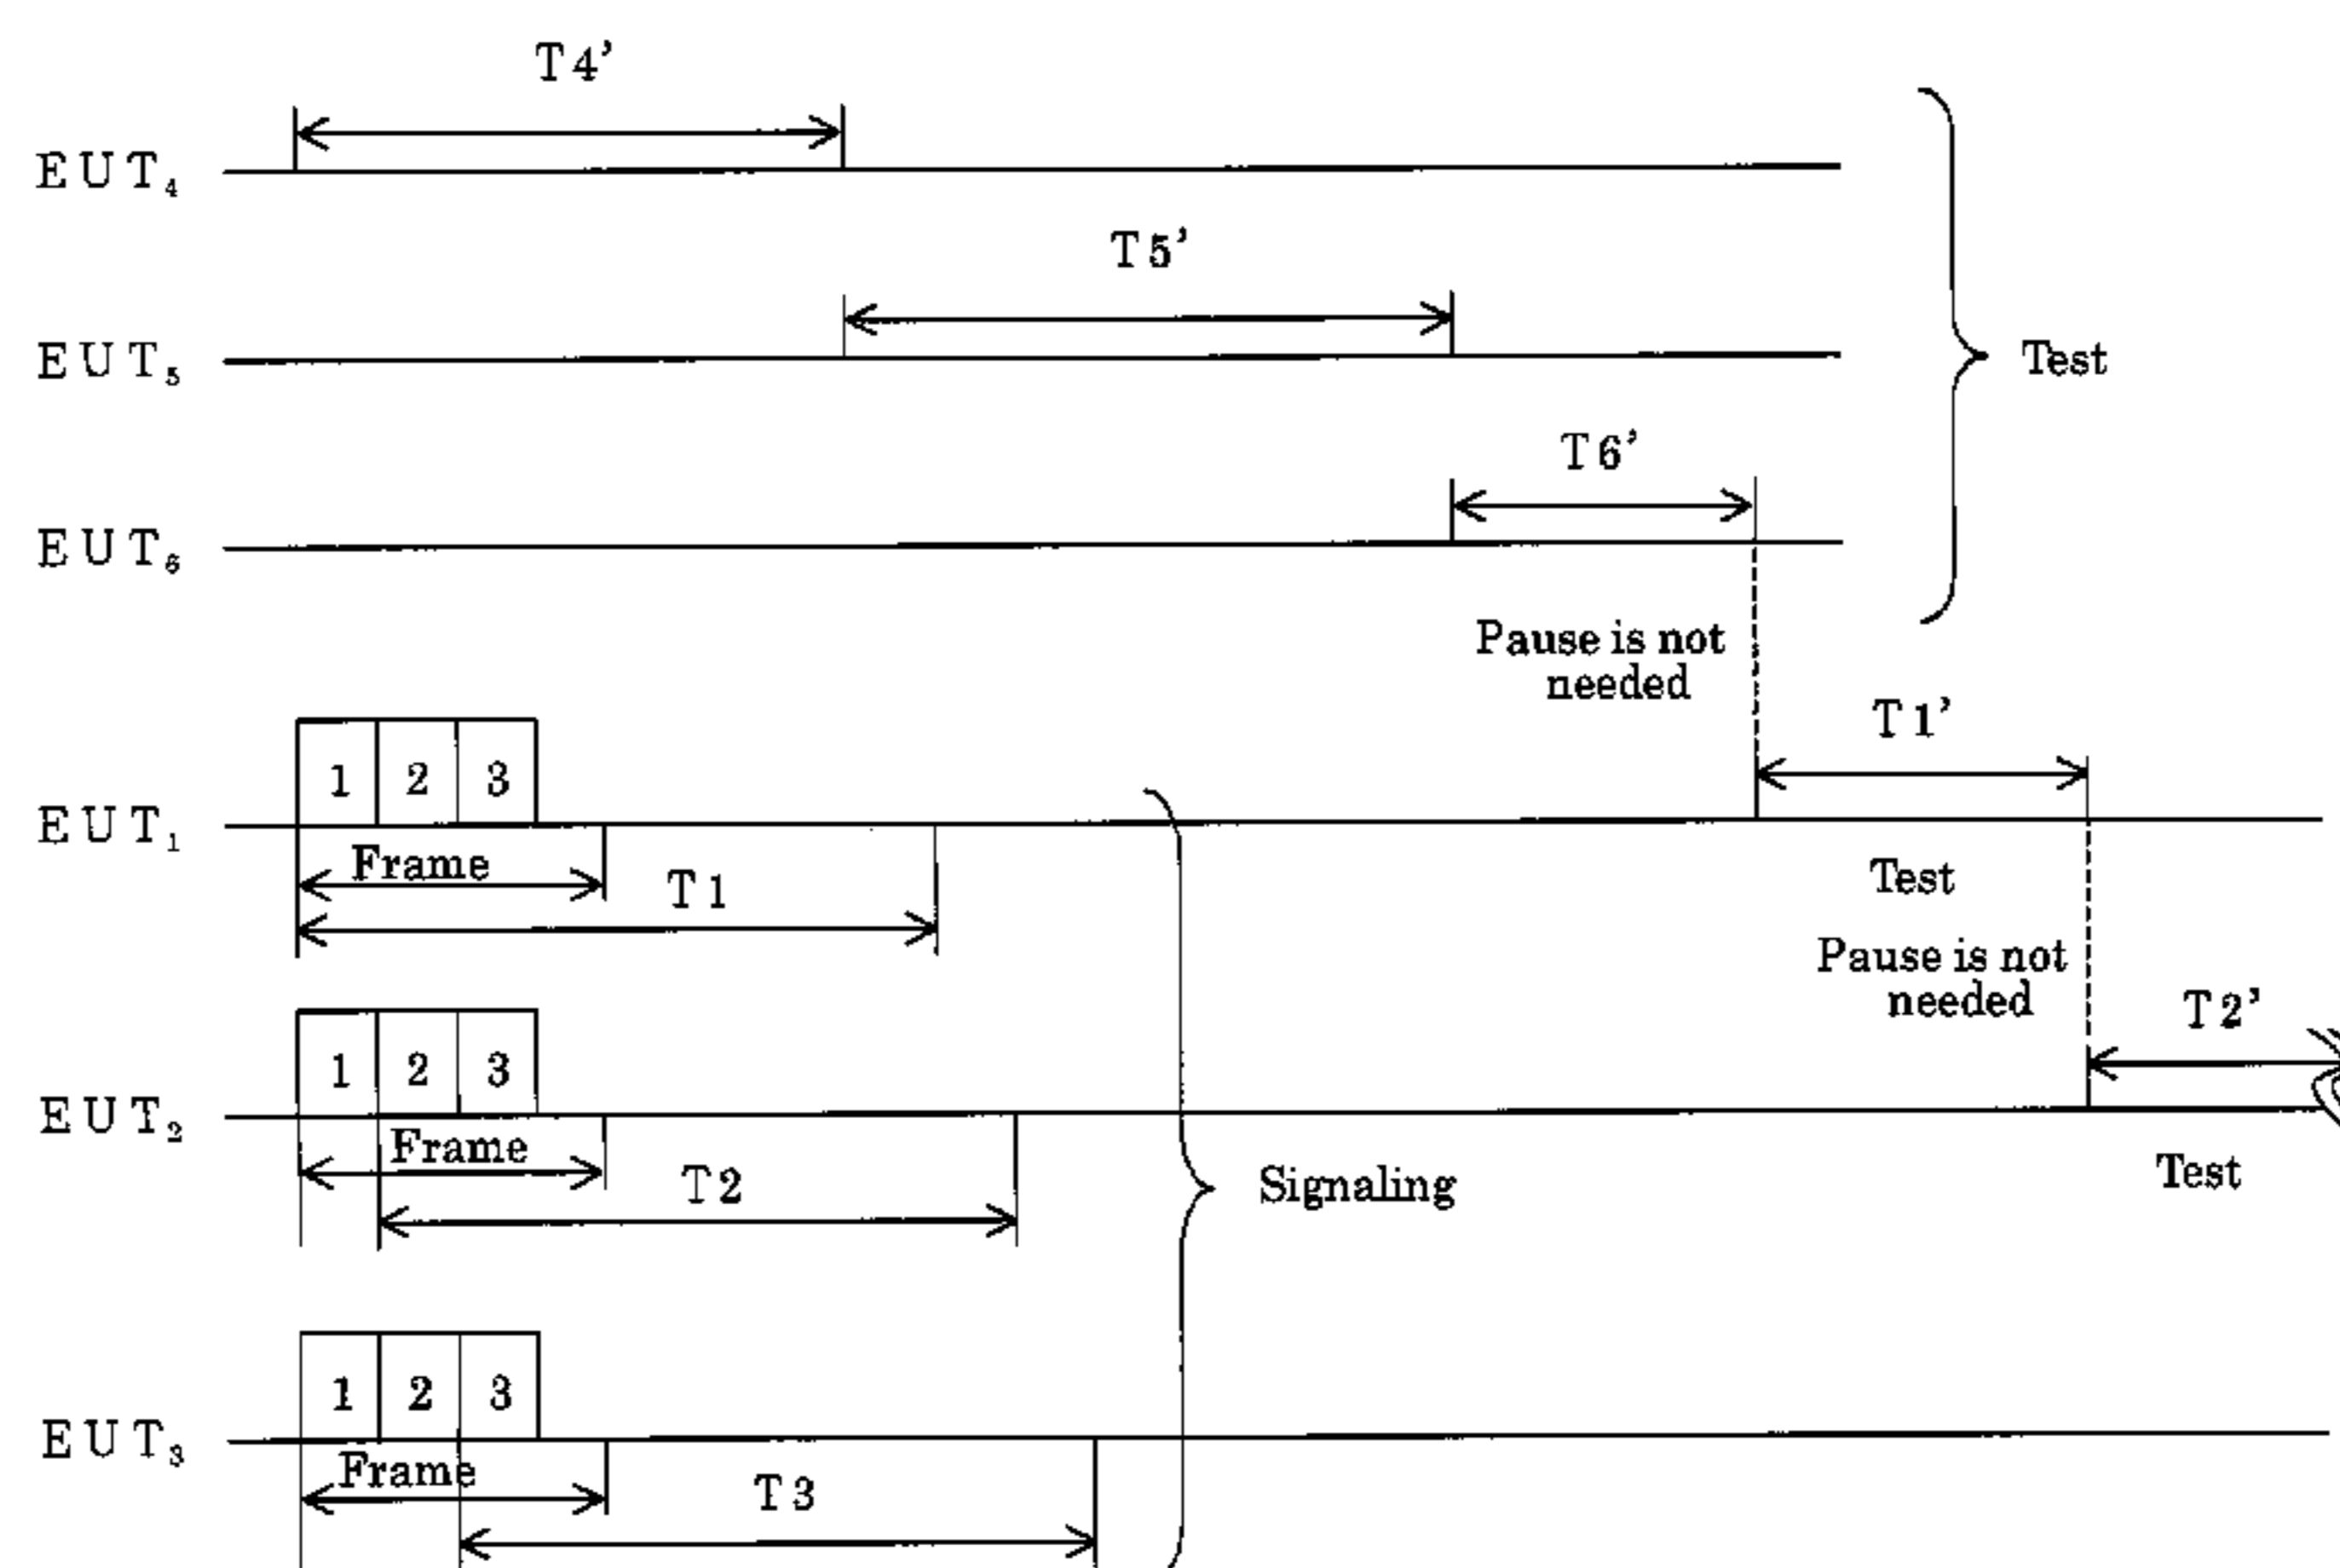 T4'
EUT₄
T5'
EUT₅
Test
T6'
EUT₆
Pause is not
needed
T1'
1 2 3
EUT₁
Frame
T1
Test
Pause is not
needed
T2'
1 2 3
EUT₂
Frame
T2
Signaling
Test
1 2 3
EUT₃
Frame
T3